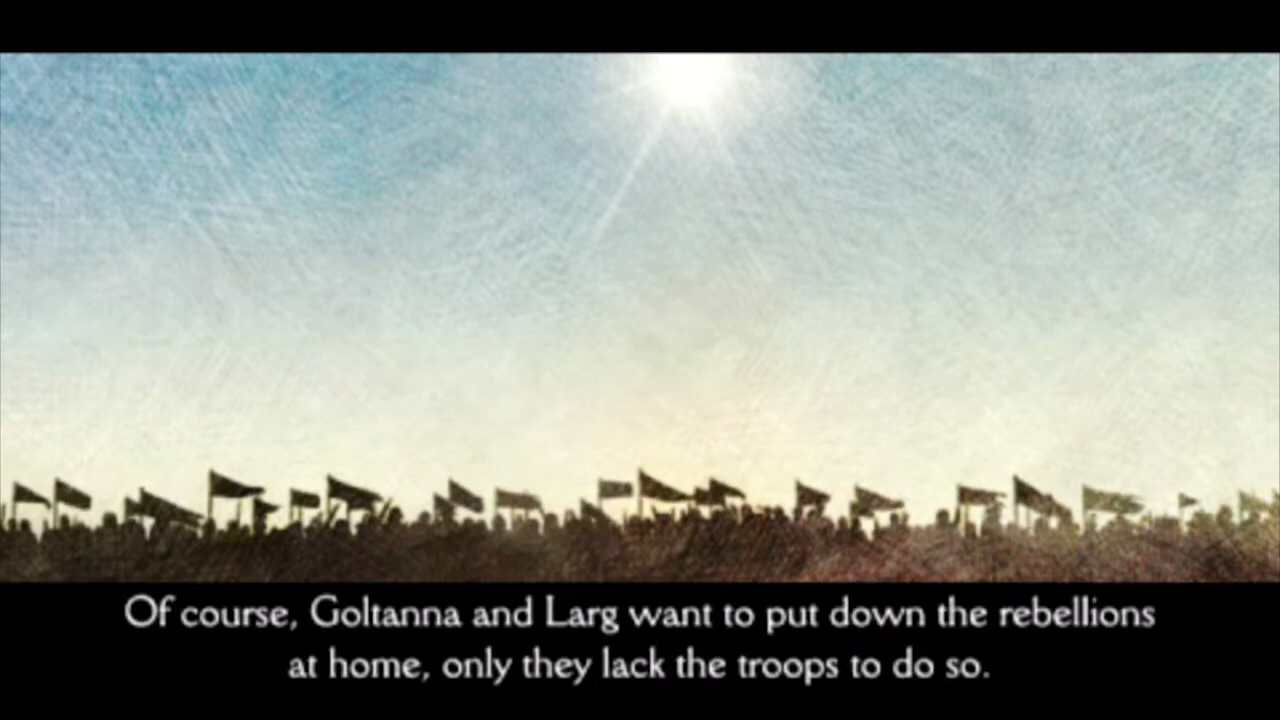 Of course, Goltanna and Larg want to put down the rebellions
at home, only they lack the troops to do so.